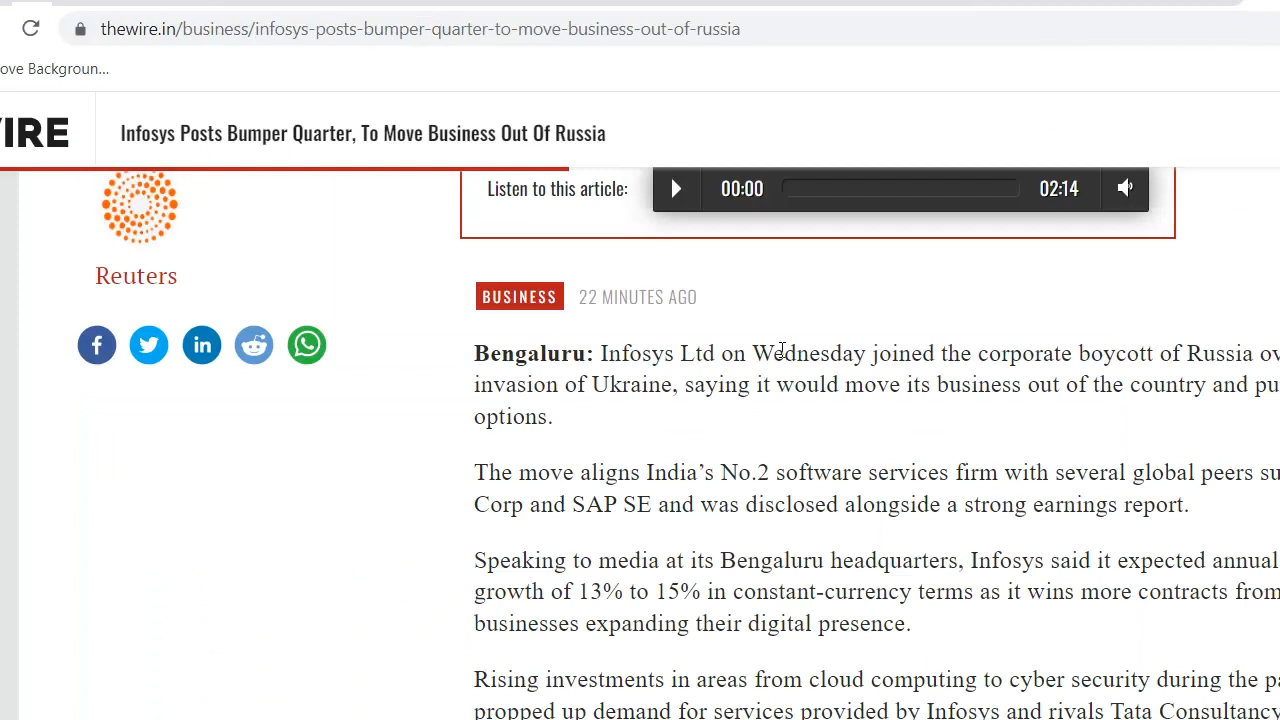 thewire.in/business/infosys-posts-bumper-quarter-to-move-business-out-of-russia
ove Backgroun...
IRE
Infosys Posts Bumper Quarter, To Move Business Out Of Russia
Listen to this article:
00:00
02:14
Reuters
BUSINESS
22 MINUTES AGO
Bengaluru: Infosys Ltd on Wednesday joined the corporate boycott of Russia ov
invasion of Ukraine, saying it would move its business out of the country and pu
options.
The move aligns India's No.2 software services firm with several global peers su
Corp and SAP SE and was disclosed alongside a strong earnings report.
Speaking to media at its Bengaluru headquarters, Infosys said it expected annual
growth of 13% to 15% in constant-currency terms as it wins more contracts from
businesses expanding their digital presence.
Rising investments in areas from cloud computing to cyber security during the pa
propped up demand for services provided by Infosys and rivals Tata Consultancy